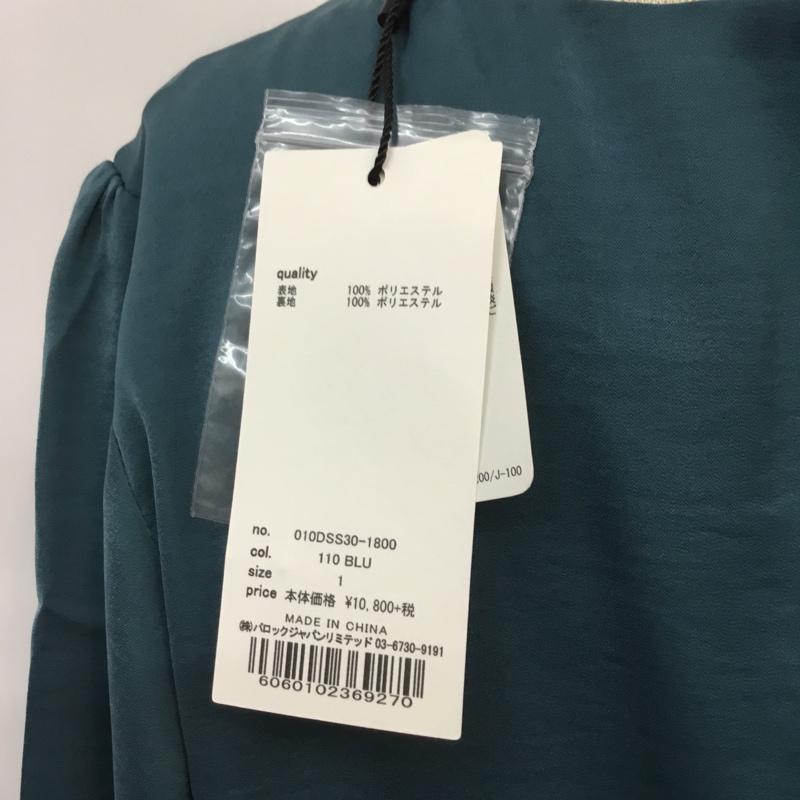 quality
表地 100% ポリエステル
裏地 100% ポリエステル
00/J-100
no. 010DSS30-1800
col. 110 BLU
size 1
price 本体価格 ¥10,800+税
MADE IN CHINA
㈱バロックジャパンリミテッド 03-6730-9191
6060102369270